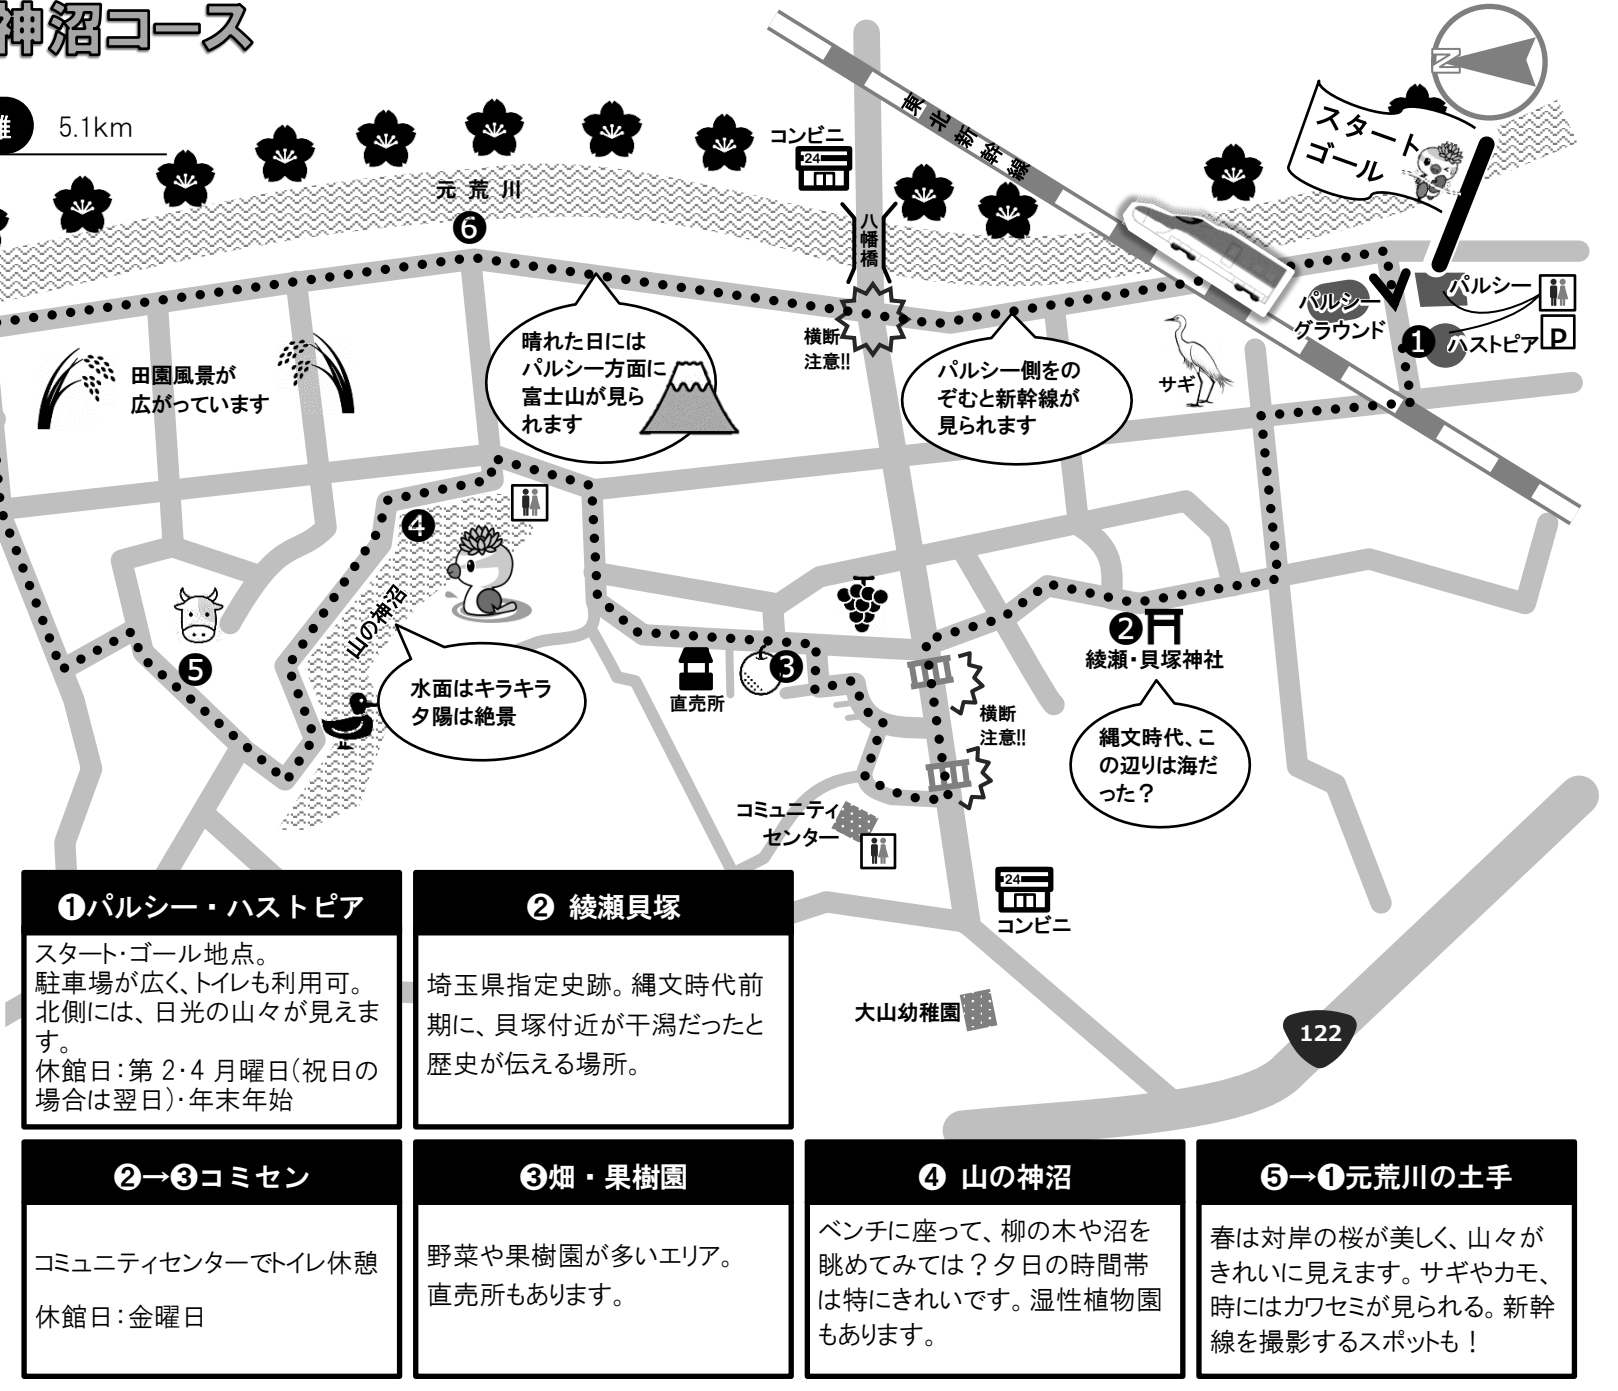 神沼コース
離 5.1km
N
スタート
ゴール
東北新幹線
コンビニ
24
元荒川
❻
八幡橋
パルシー
パルシー
グラウンド
❶
ハストピア
P
横断
注意!!
サギ
晴れた日には
パルシー方面に
富士山が見ら
れます
パルシー側をの
ぞむと新幹線が
見られます
田園風景が
広がっています
❹
山の神沼
❺
水面はキラキラ
夕陽は絶景
直売所
❸
❷
綾瀬・貝塚神社
横断
注意!!
縄文時代、こ
の辺りは海だ
った？
コミュニティ
センター
24
コンビニ
大山幼稚園
122
❶パルシー・ハストピア
スタート・ゴール地点。
駐車場が広く、トイレも利用可。
北側には、日光の山々が見えま
す。
休館日：第 2・4 月曜日(祝日の
場合は翌日)・年末年始
❷ 綾瀬貝塚
埼玉県指定史跡。縄文時代前
期に、貝塚付近が干潟だったと
歴史が伝える場所。
❷→❸コミセン
コミュニティセンターでトイレ休憩
休館日：金曜日
❸畑・果樹園
野菜や果樹園が多いエリア。
直売所もあります。
❹ 山の神沼
ベンチに座って、柳の木や沼を
眺めてみては？夕日の時間帯
は特にきれいです。湿性植物園
もあります。
❺→❶元荒川の土手
春は対岸の桜が美しく、山々が
きれいに見えます。サギやカモ、
時にはカワセミが見られる。新幹
線を撮影するスポットも！